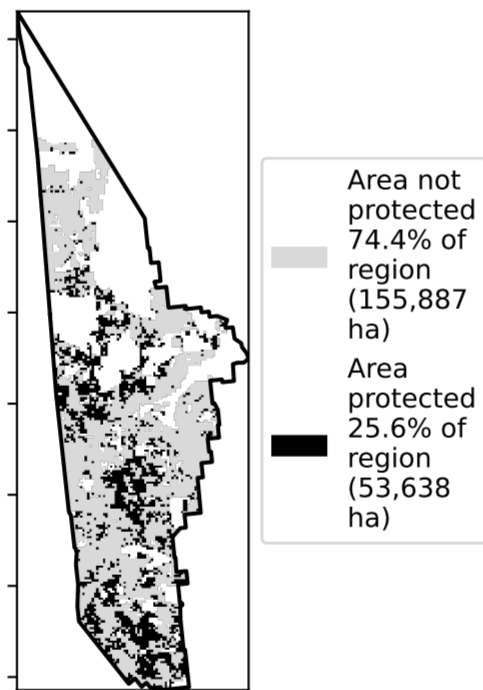 Area not
protected
74.4% of
region
(155,887
ha)
Area
protected
25.6% of
region
(53,638
ha)